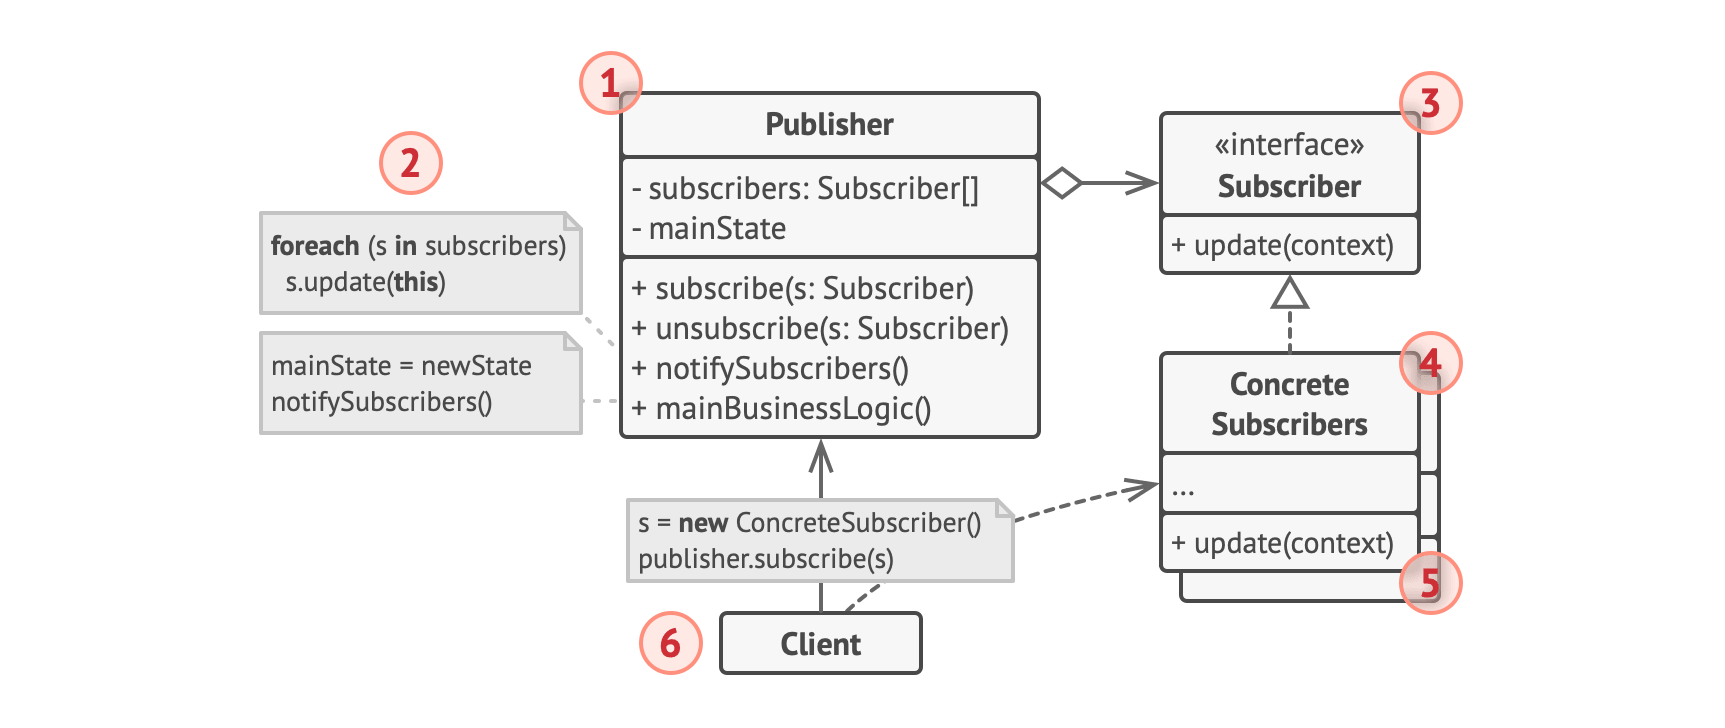 1
Publisher
- subscribers: Subscriber[]
- mainState
+ subscribe(s: Subscriber)
+ unsubscribe(s: Subscriber)
+ notifySubscribers()
+ mainBusinessLogic()
2
foreach (s in subscribers)
s.update(this)
mainState = newState
notifySubscribers()
3
«interface»
Subscriber
+ update(context)
4
Concrete
Subscribers
...
+ update(context)
5
s = new ConcreteSubscriber()
publisher.subscribe(s)
6
Client